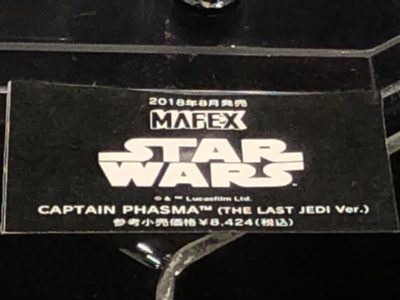 2018年8月発売
MAFEX
STAR
WARS™
© & ™ Lucasfilm Ltd.
CAPTAIN PHASMA™ (THE LAST JEDI Ver.)
参考小売価格¥8,424(税込)